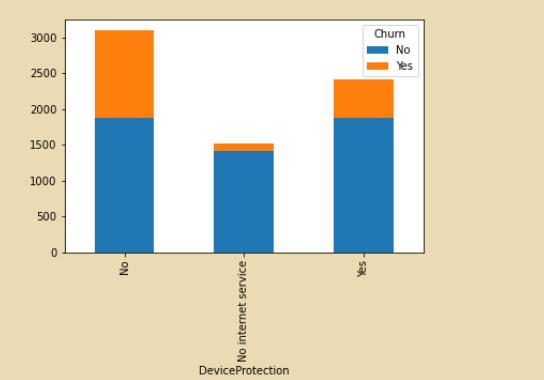 3000
2500
2000
1500
1000
500
0
Churn
No
Yes
No
No internet service
Yes
DeviceProtection